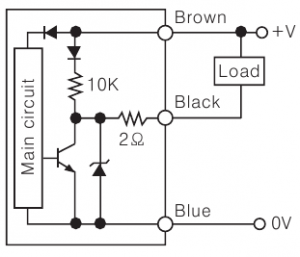 Brown
+V
Load
10K
Black
2Ω
Main circuit
Blue
0V